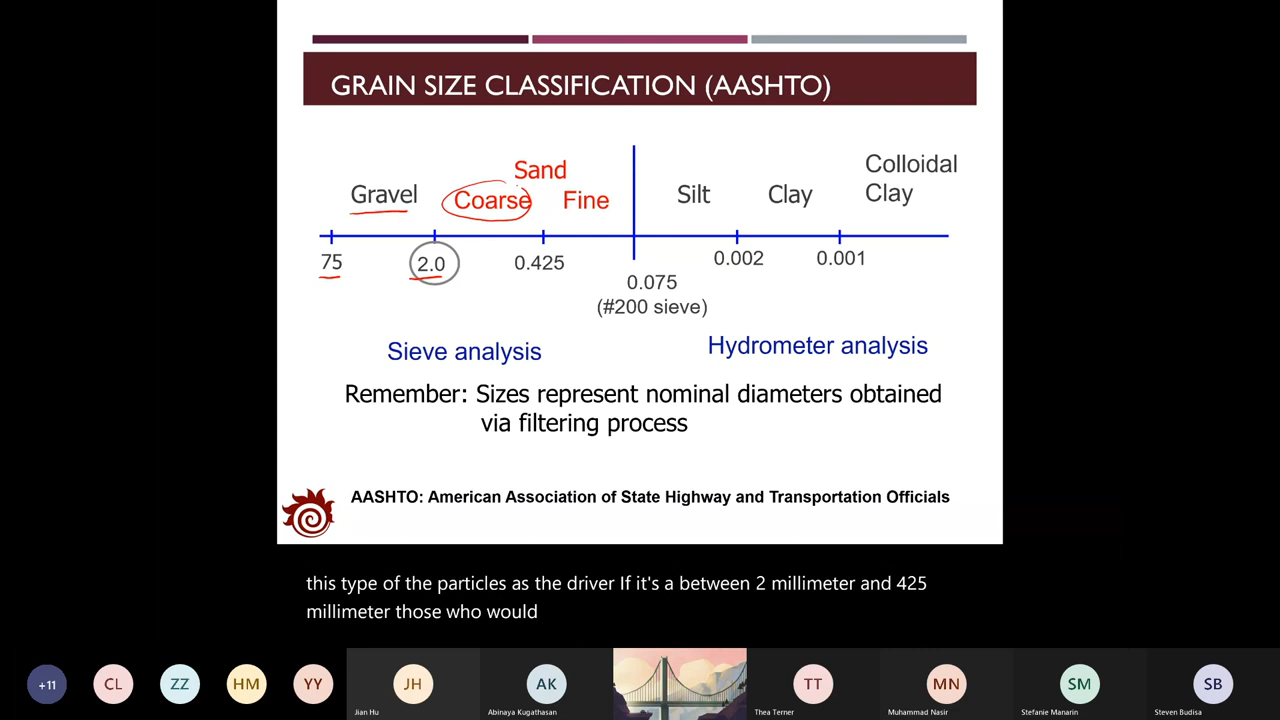 GRAIN SIZE CLASSIFICATION (AASHTO)
Sand
Gravel Coarse Fine Silt Clay Colloidal
Clay
75 2.0 0.425 0.002 0.001
0.075
(#200 sieve)
Sieve analysis Hydrometer analysis
Remember: Sizes represent nominal diameters obtained
via filtering process
AASHTO: American Association of State Highway and Transportation Officials
this type of the particles as the driver If it's a between 2 millimeter and 425
millimeter those who would
+11 CL ZZ HM YY JH AK TT MN SM SB
Jian Hu Abinaya Kugathasan Thea Terner Muhammad Nasir Stefanie Manarin Steven Budisa